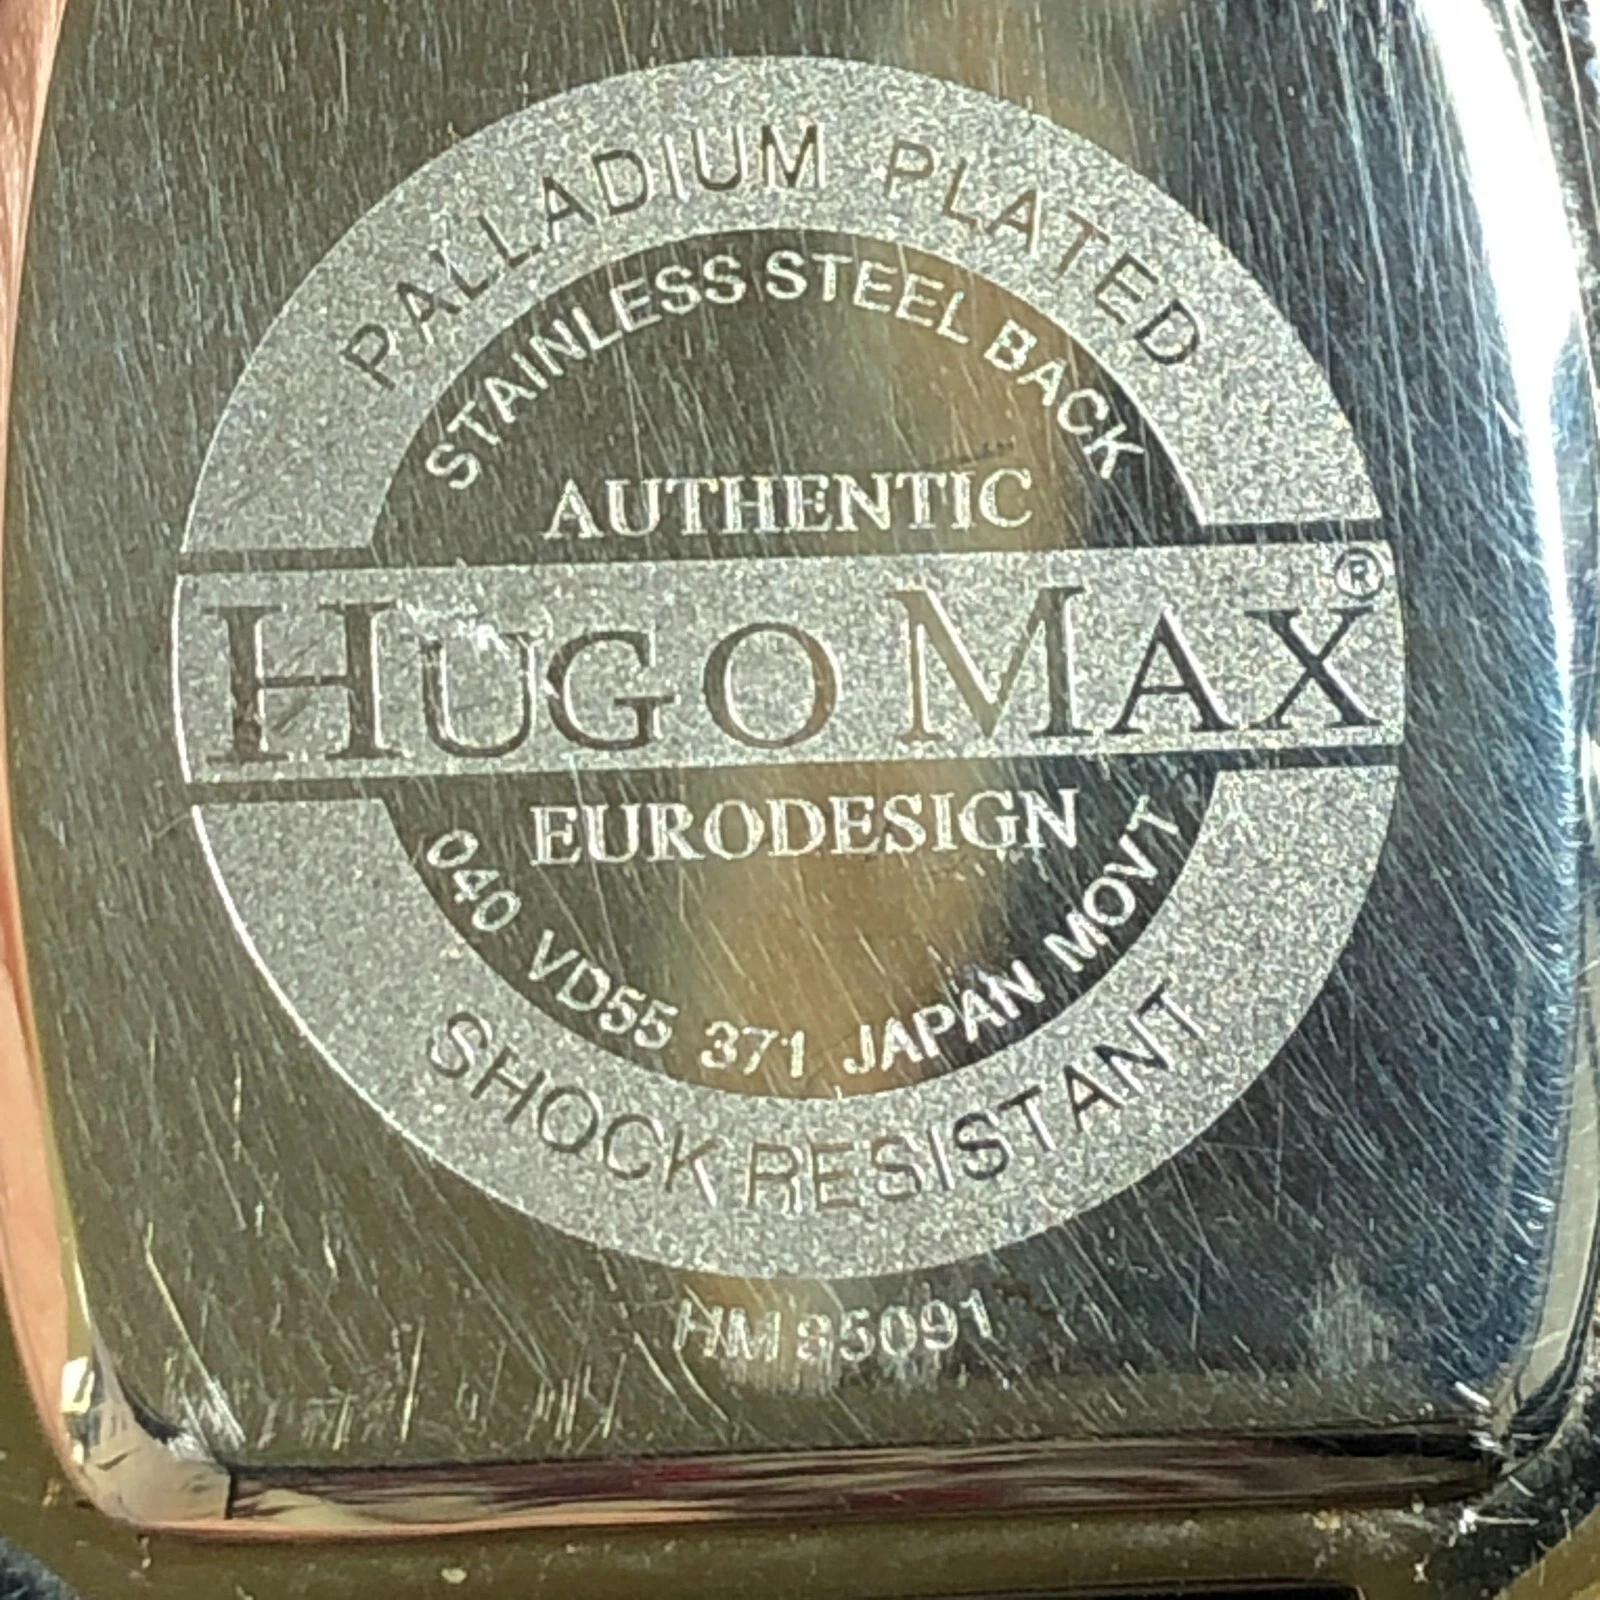 PALLADIUM PLATED
STAINLESS STEEL BACK
AUTHENTIC
HUGO MAX®
EURODESIGN
040 VD55 371 JAPAN MOVT
SHOCK RESISTANT
HM 85091